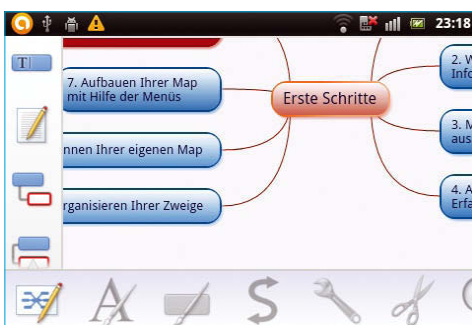 23:18
7. Aufbauen Ihrer Map
mit Hilfe der Menüs
nnen Ihrer eigenen Map
rganisieren Ihrer Zweige
Erste Schritte
2. W
Info
3. M
aus
4. A
Erfa
T
A